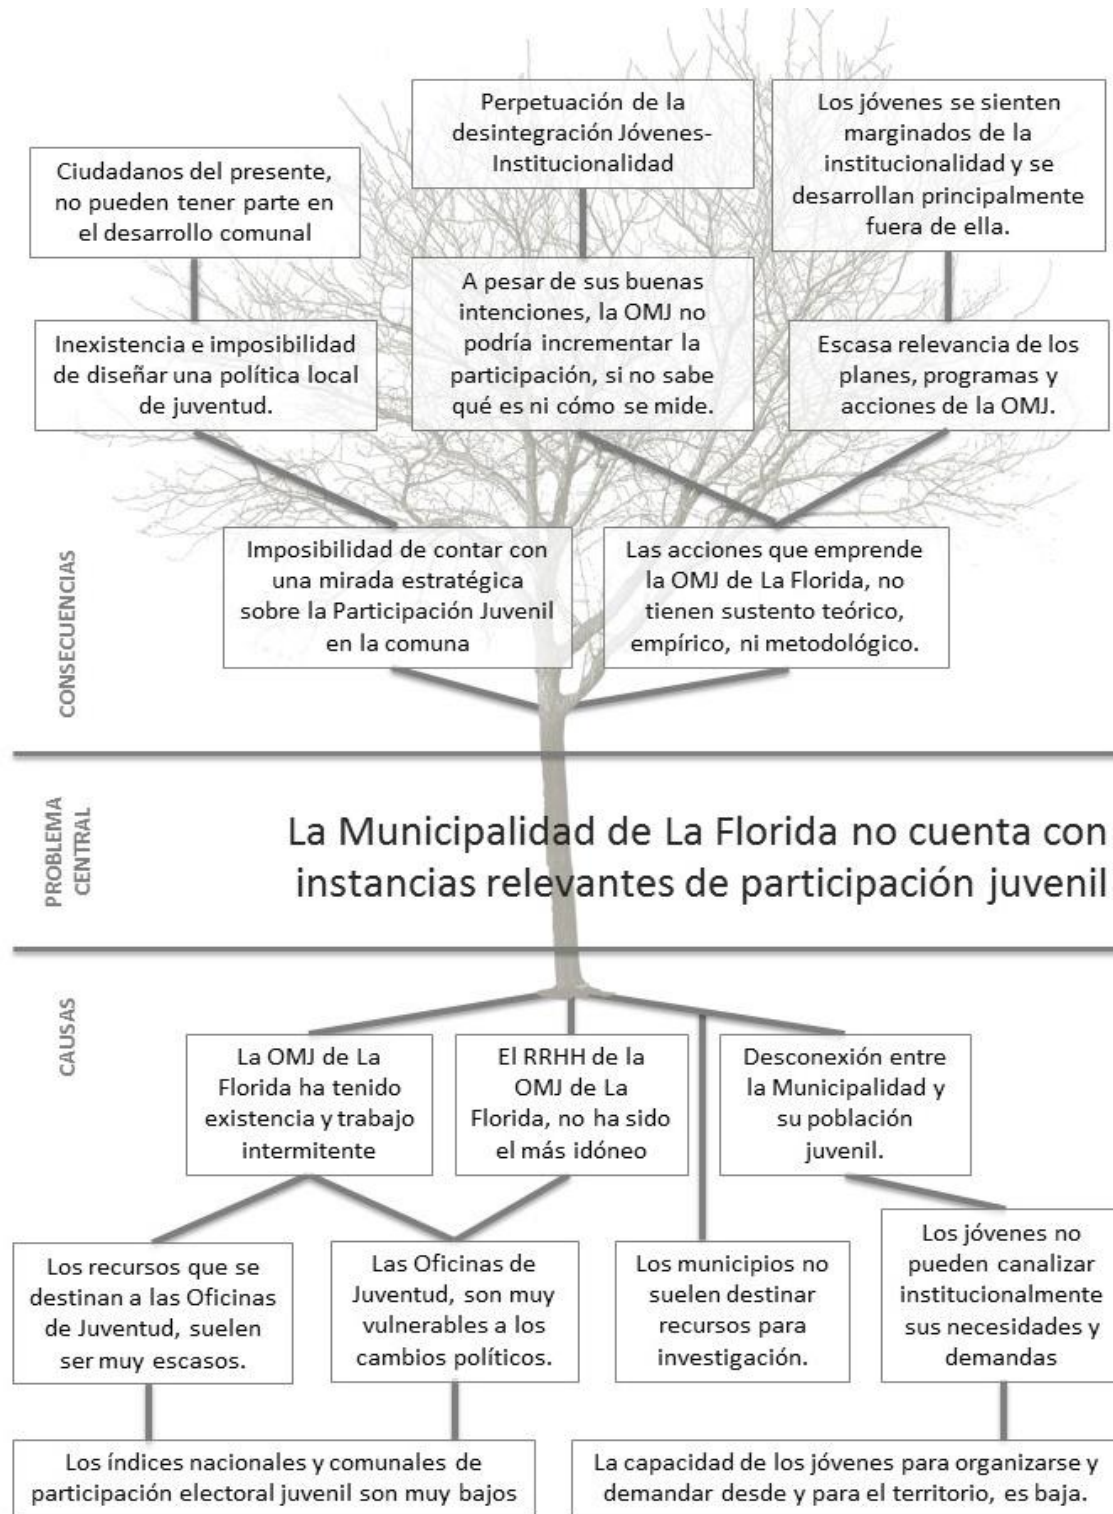 Perpetuación de la
desintegración Jóvenes-
Institucionalidad
Los jóvenes se sienten
marginados de la
institucionalidad y se
desarrollan principalmente
fuera de ella.
Ciudadanos del presente,
no pueden tener parte en
el desarrollo comunal
Inexistencia e imposibilidad
de diseñar una política local
de juventud.
A pesar de sus buenas
intenciones, la OMJ no
podría incrementar la
participación, si no sabe
qué es ni cómo se mide.
Escasa relevancia de los
planes, programas y
acciones de la OMJ.
CONSECUENCIAS
Imposibilidad de contar con
una mirada estratégica
sobre la Participación Juvenil
en la comuna
Las acciones que emprende
la OMJ de La Florida, no
tienen sustento teórico,
empírico, ni metodológico.
PROBLEMA
CENTRAL
La Municipalidad de La Florida no cuenta con
instancias relevantes de participación juvenil
CAUSAS
La OMJ de La
Florida ha tenido
existencia y trabajo
intermitente
El RRHH de la
OMJ de La
Florida, no ha sido
el más idóneo
Desconexión entre
la Municipalidad y
su población
juvenil.
Los recursos que se
destinan a las Oficinas
de Juventud, suelen
ser muy escasos.
Las Oficinas de
Juventud, son muy
vulnerables a los
cambios políticos.
Los municipios no
suelen destinar
recursos para
investigación.
Los jóvenes no
pueden canalizar
institucionalmente
sus necesidades y
demandas
Los índices nacionales y comunales de
participación electoral juvenil son muy bajos
La capacidad de los jóvenes para organizarse y
demandar desde y para el territorio, es baja.